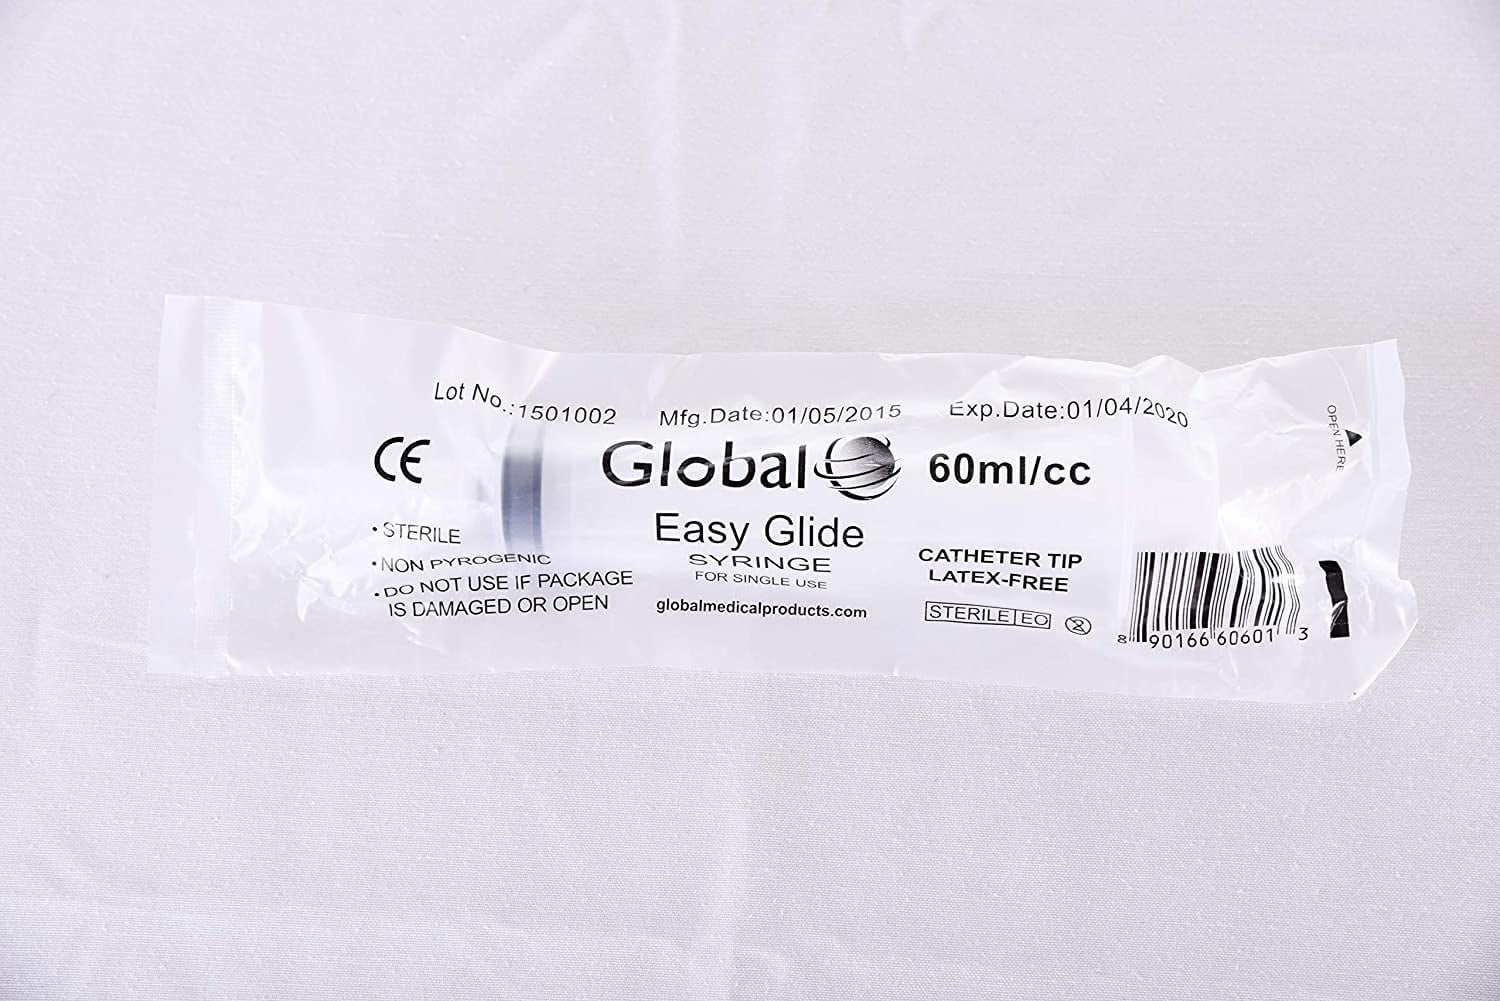 Lot No.:1501002 Mfg.Date:01/05/2015 Exp.Date:01/04/2020
OPEN HERE
CE
Global 60ml/cc
Easy Glide
SYRINGE
FOR SINGLE USE
globalmedicalproducts.com
• STERILE
• NON PYROGENIC
• DO NOT USE IF PACKAGE
IS DAMAGED OR OPEN
CATHETER TIP
LATEX-FREE
STERILE EO
2
8 90166 60601 3